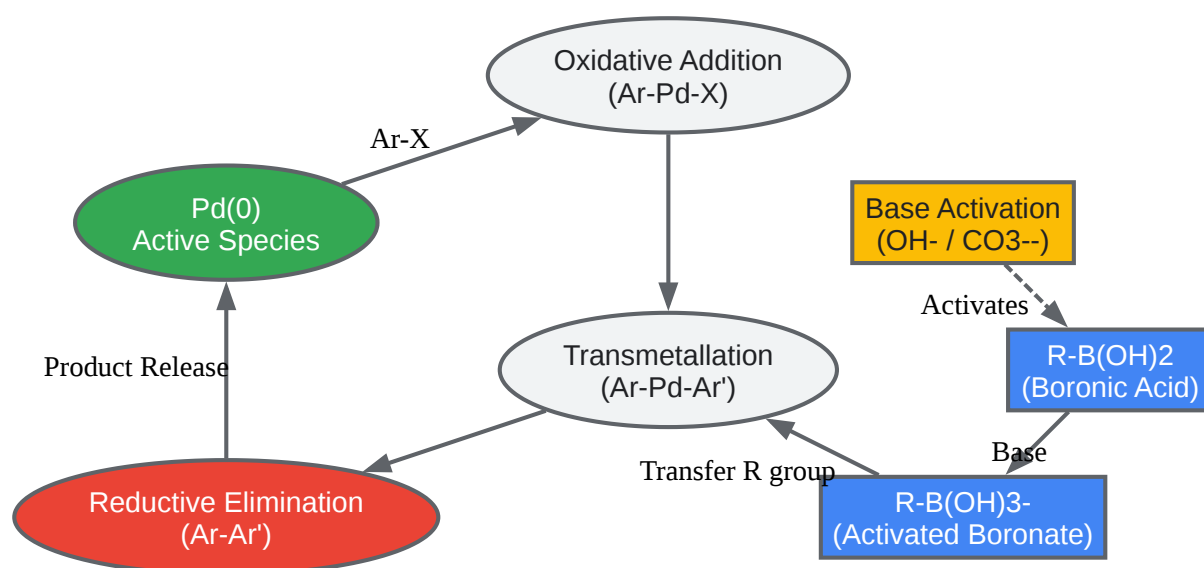 Oxidative Addition
(Ar-Pd-X)
Ar-X
Pd(0)
Active Species
Base Activation
(OH- / CO3--)
Activates
R-B(OH)2
(Boronic Acid)
Transmetallation
(Ar-Pd-Ar')
Product Release
Base
Transfer R group
Reductive Elimination
(Ar-Ar')
R-B(OH)3-
(Activated Boronate)